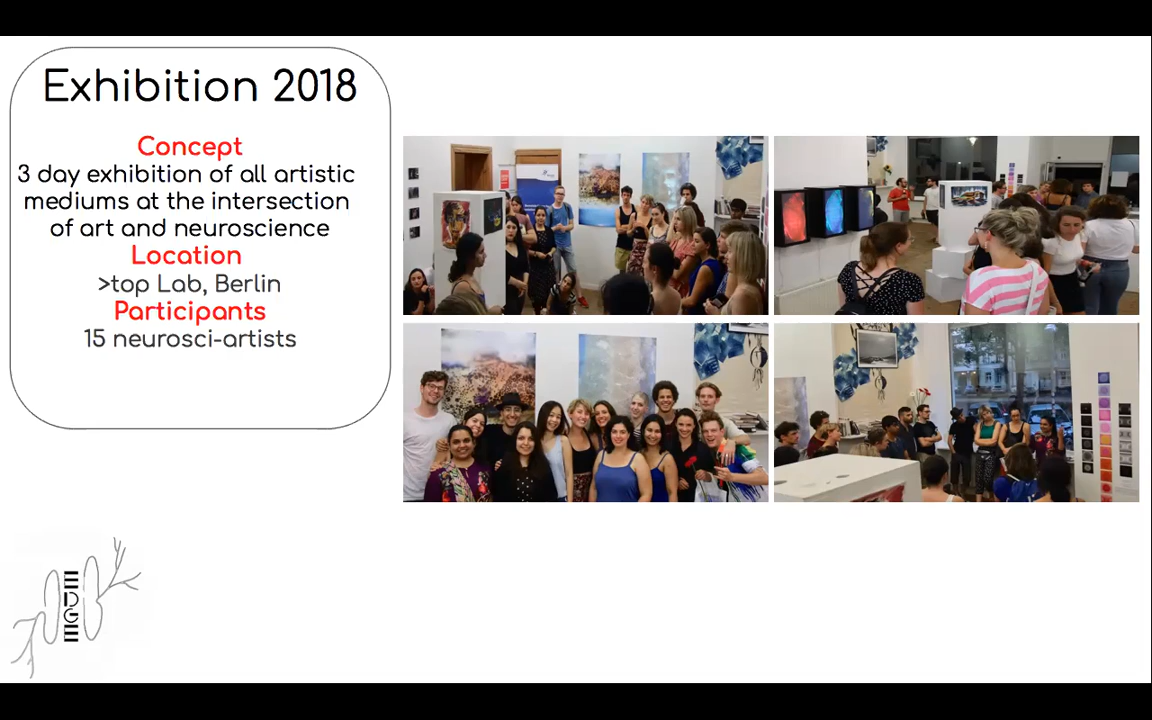 Exhibition 2018
Concept
3 day exhibition of all artistic
mediums at the intersection
of art and neuroscience
Location
>top Lab, Berlin
Participants
15 neurosci-artists
EDGE